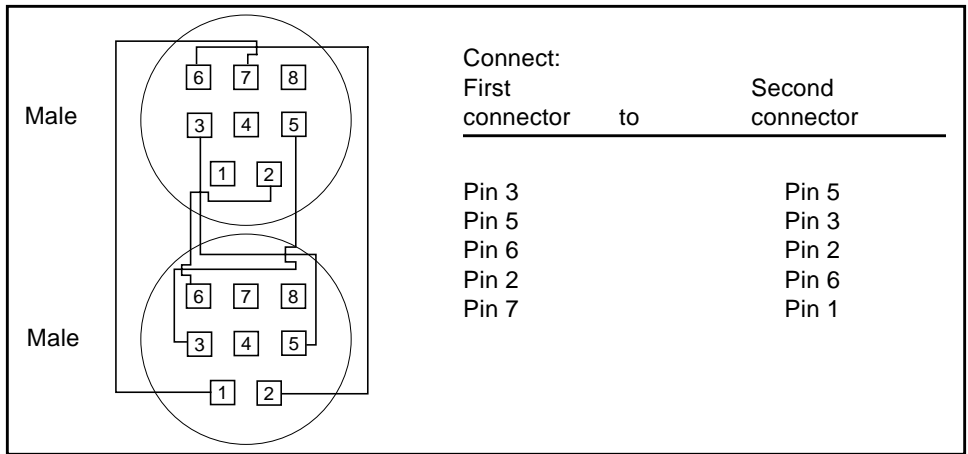 Male
6 7 8
3 4 5
1 2
Male
6 7 8
3 4 5
1 2
Connect:
First Second
connector to connector
Pin 3 Pin 5
Pin 5 Pin 3
Pin 6 Pin 2
Pin 2 Pin 6
Pin 7 Pin 1